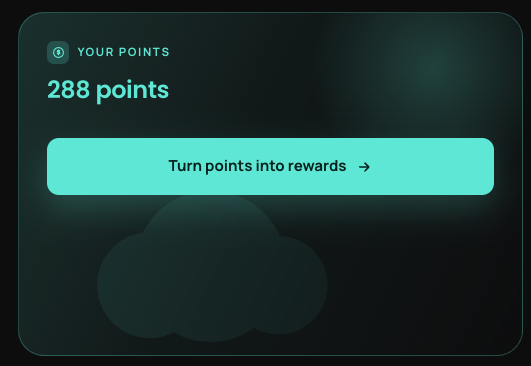 YOUR POINTS
288 points
Turn points into rewards →